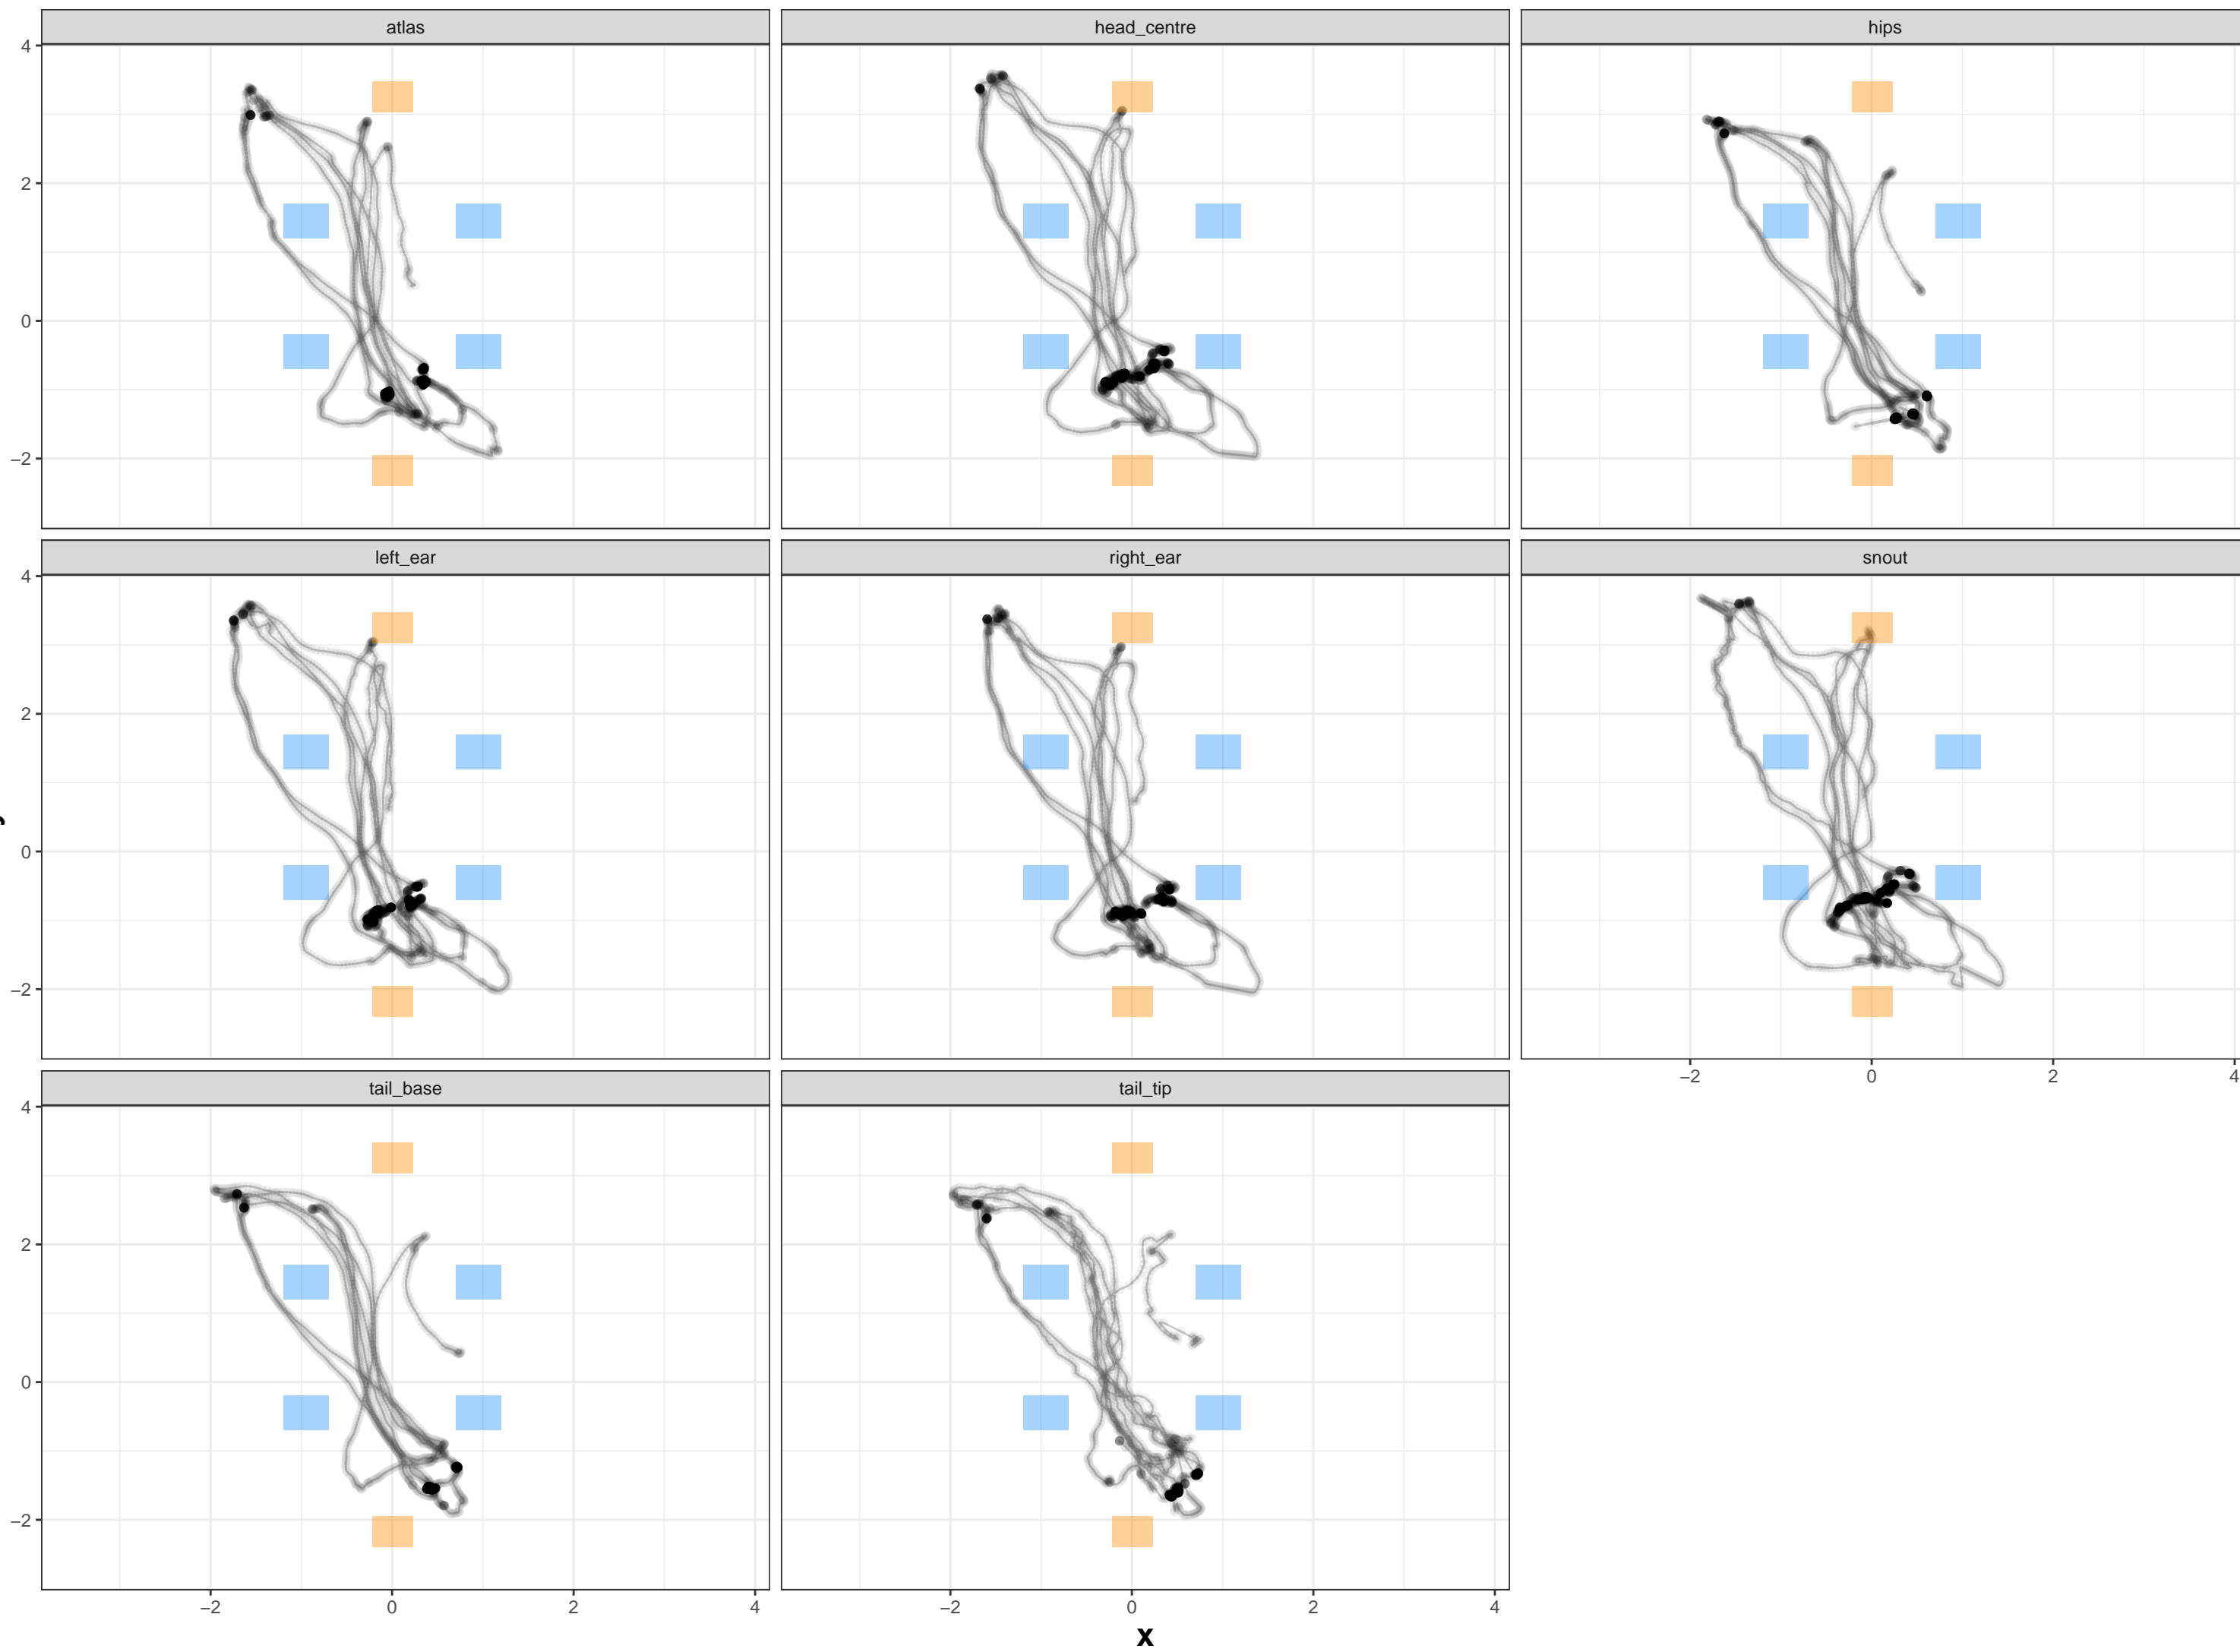 atlas head_centre hips
4
2
0
−2
left_ear right_ear snout
4
2
0
−2
−2 0 2 4
tail_base tail_tip
4
2
0
−2
−2 0 2 4 −2 0 2 4
x